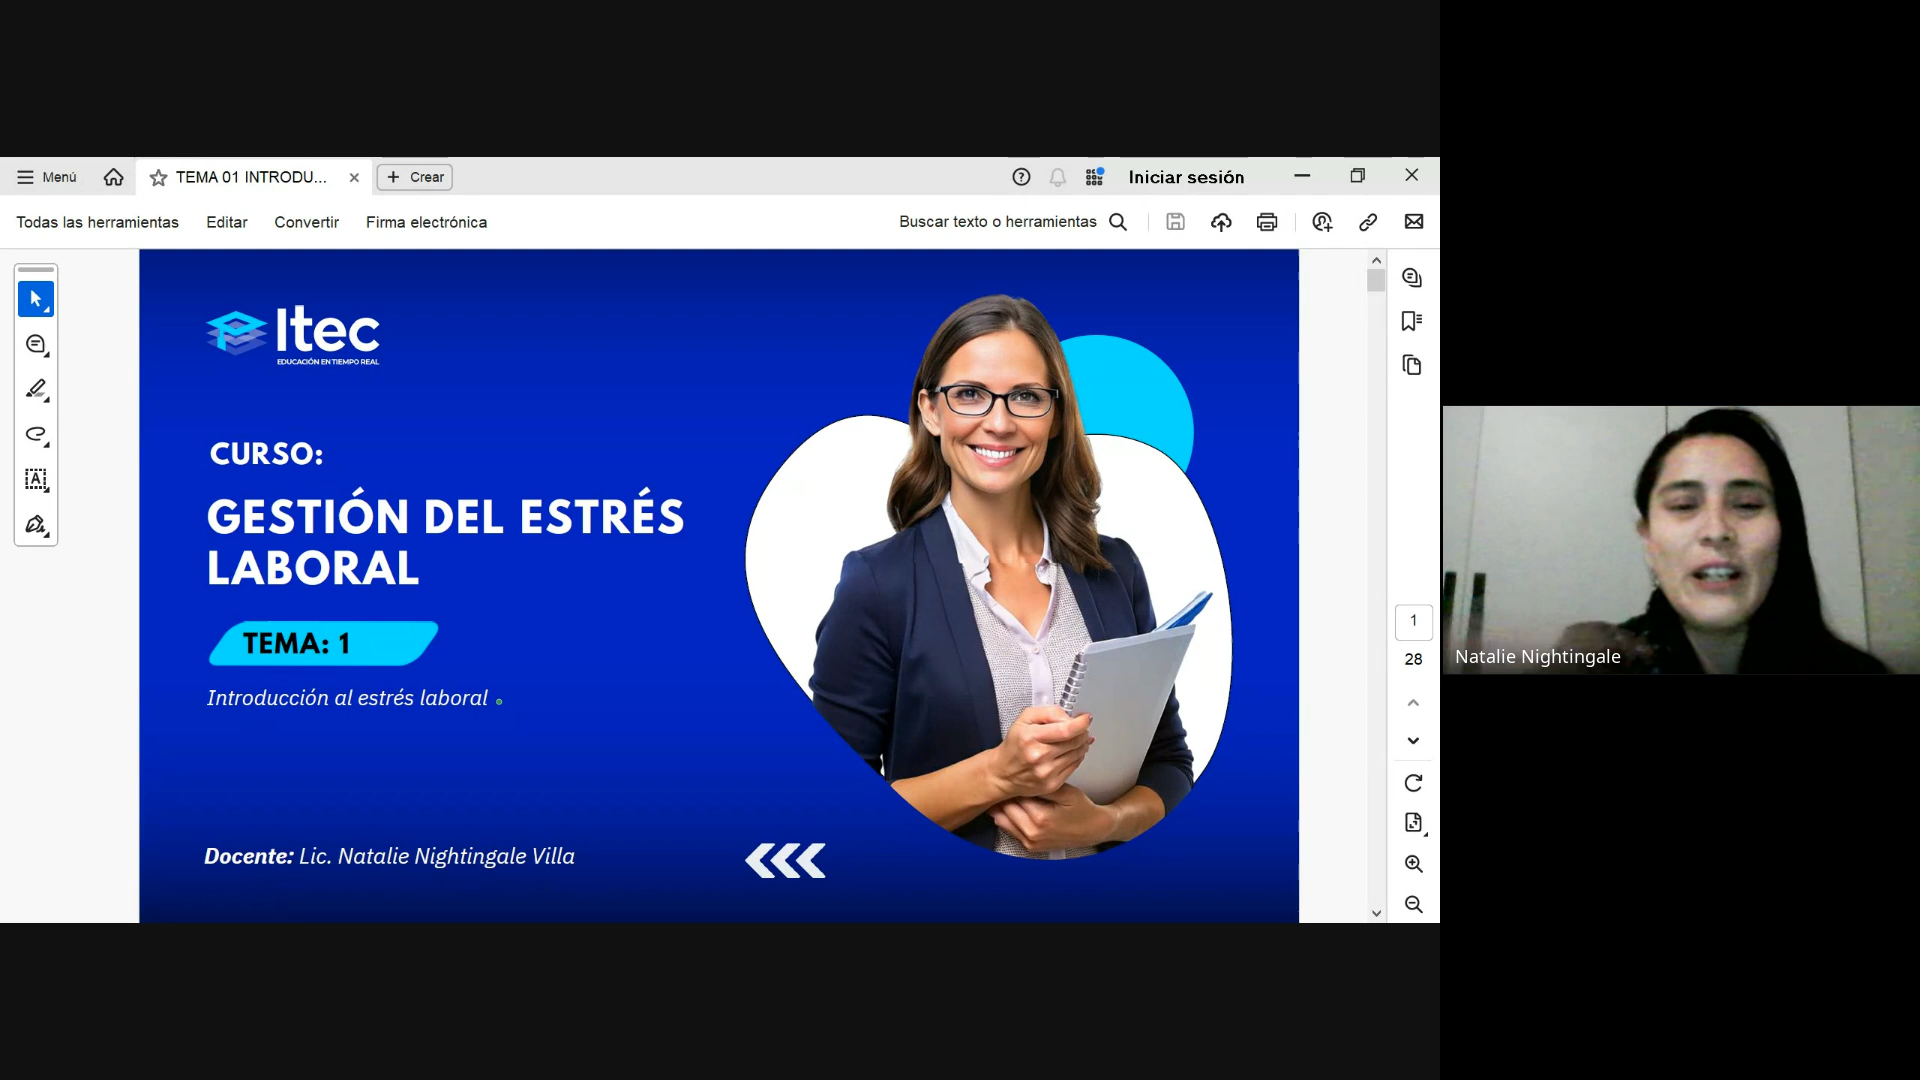 Menú
TEMA 01 INTRODU...
Crear
Iniciar sesión
Todas las herramientas
Editar
Convertir
Firma electrónica
Buscar texto o herramientas
Itec
EDUCACIÓN EN TIEMPO REAL
CURSO:
GESTIÓN DEL ESTRÉS
LABORAL
TEMA: 1
Introducción al estrés laboral
Docente: Lic. Natalie Nightingale Villa
1
28
Natalie Nightingale